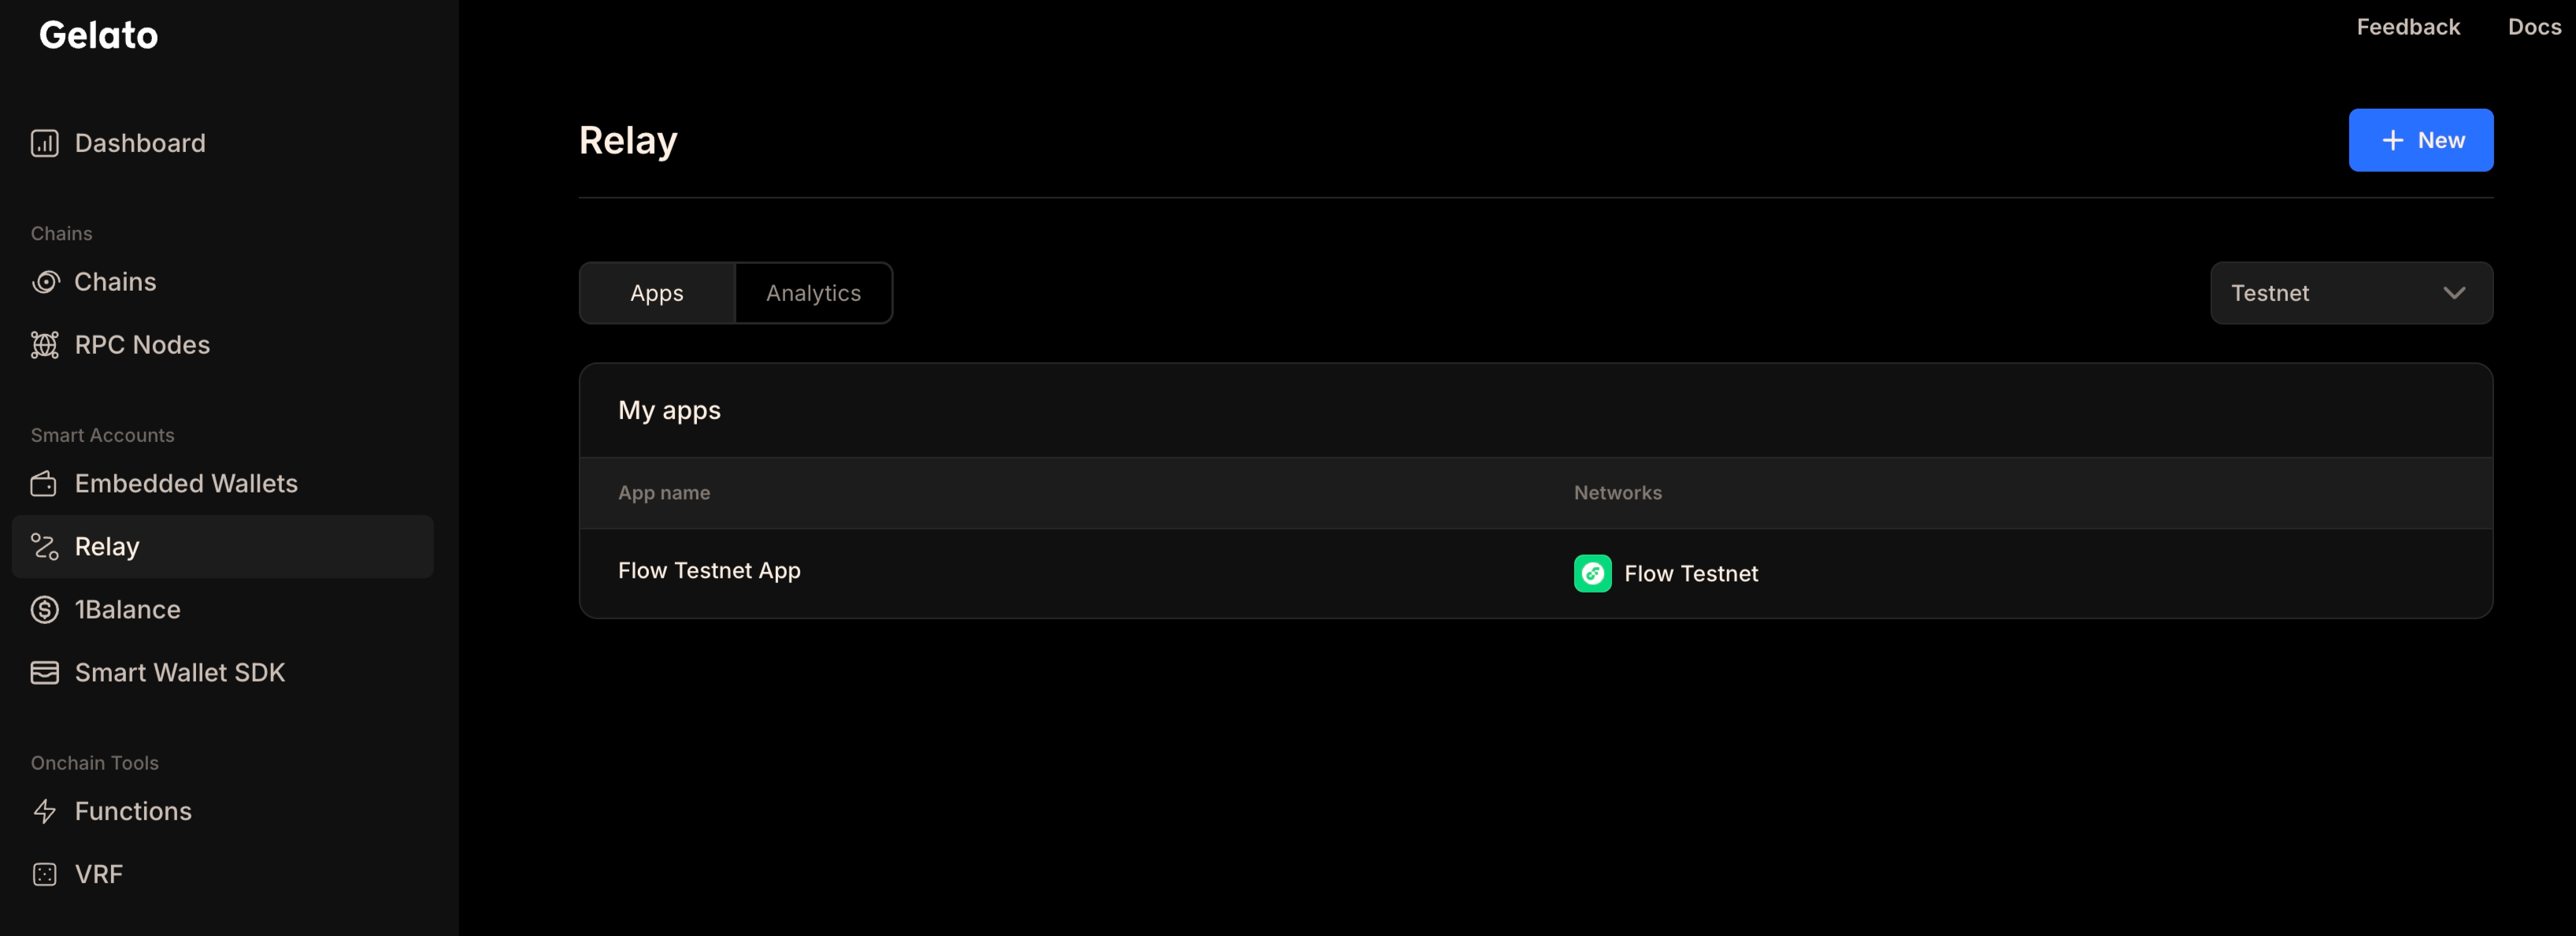 Gelato
Feedback Docs
Dashboard
Chains
Chains
RPC Nodes
Smart Accounts
Embedded Wallets
Relay
1Balance
Smart Wallet SDK
Onchain Tools
Functions
VRF
Relay
New
Apps Analytics
Testnet
My apps
App name Networks
Flow Testnet App Flow Testnet